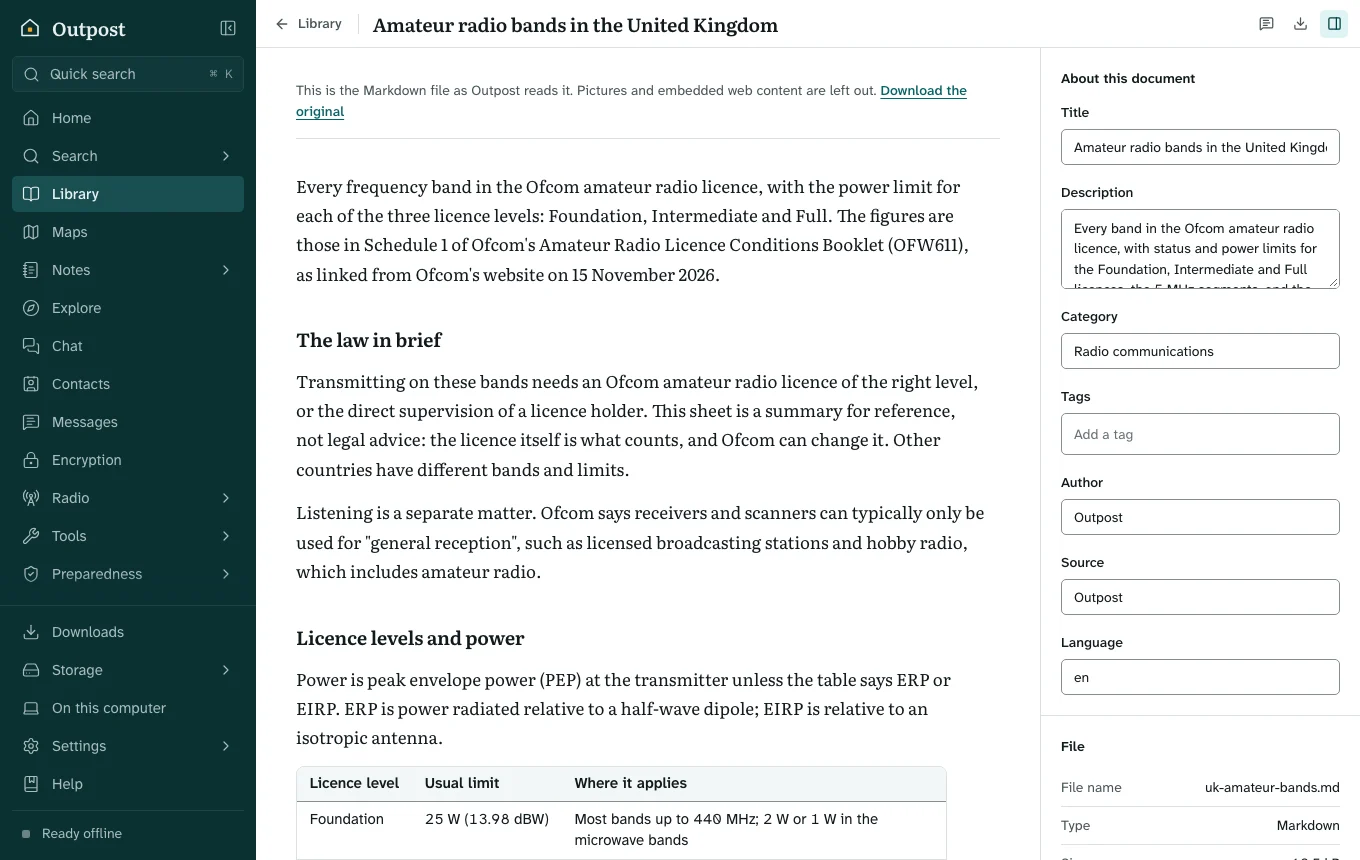 Outpost
Quick search ⌘ K
Home
Search
Library
Maps
Notes
Explore
Chat
Contacts
Messages
Encryption
Radio
Tools
Preparedness
Downloads
Storage
On this computer
Settings
Help
Ready offline
Library
Amateur radio bands in the United Kingdom
This is the Markdown file as Outpost reads it. Pictures and embedded web content are left out. Download the
original
Every frequency band in the Ofcom amateur radio licence, with the power limit for
each of the three licence levels: Foundation, Intermediate and Full. The figures are
those in Schedule 1 of Ofcom's Amateur Radio Licence Conditions Booklet (OFW611),
as linked from Ofcom's website on 15 November 2026.
The law in brief
Transmitting on these bands needs an Ofcom amateur radio licence of the right level,
or the direct supervision of a licence holder. This sheet is a summary for reference,
not legal advice: the licence itself is what counts, and Ofcom can change it. Other
countries have different bands and limits.
Listening is a separate matter. Ofcom says receivers and scanners can typically only be
used for "general reception", such as licensed broadcasting stations and hobby radio,
which includes amateur radio.
Licence levels and power
Power is peak envelope power (PEP) at the transmitter unless the table says ERP or
EIRP. ERP is power radiated relative to a half-wave dipole; EIRP is relative to an
isotropic antenna.
Licence level Usual limit Where it applies
Foundation 25 W (13.98 dBW) Most bands up to 440 MHz; 2 W or 1 W in the
microwave bands
About this document
Title
Amateur radio bands in the United Kingd
Description
Every band in the Ofcom amateur radio
licence, with status and power limits for
the Foundation, Intermediate and Full
licences, the 5 MHz segments, and the
Category
Radio communications
Tags
Add a tag
Author
Outpost
Source
Outpost
Language
en
File
File name uk-amateur-bands.md
Type Markdown